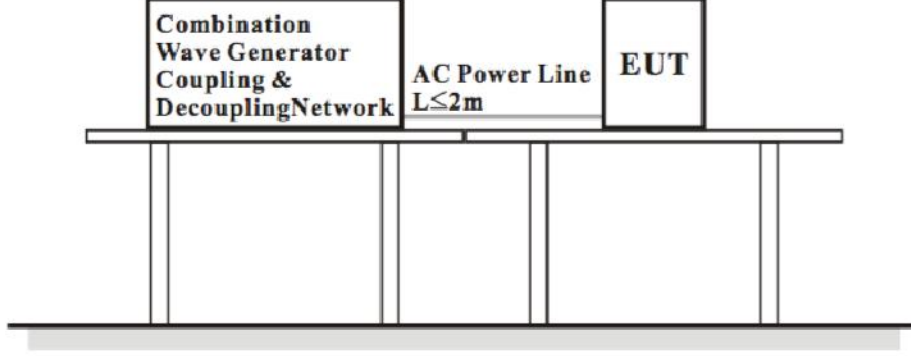 Combination
Wave Generator
Coupling &
DecouplingNetwork
AC Power Line
L≤2m
EUT